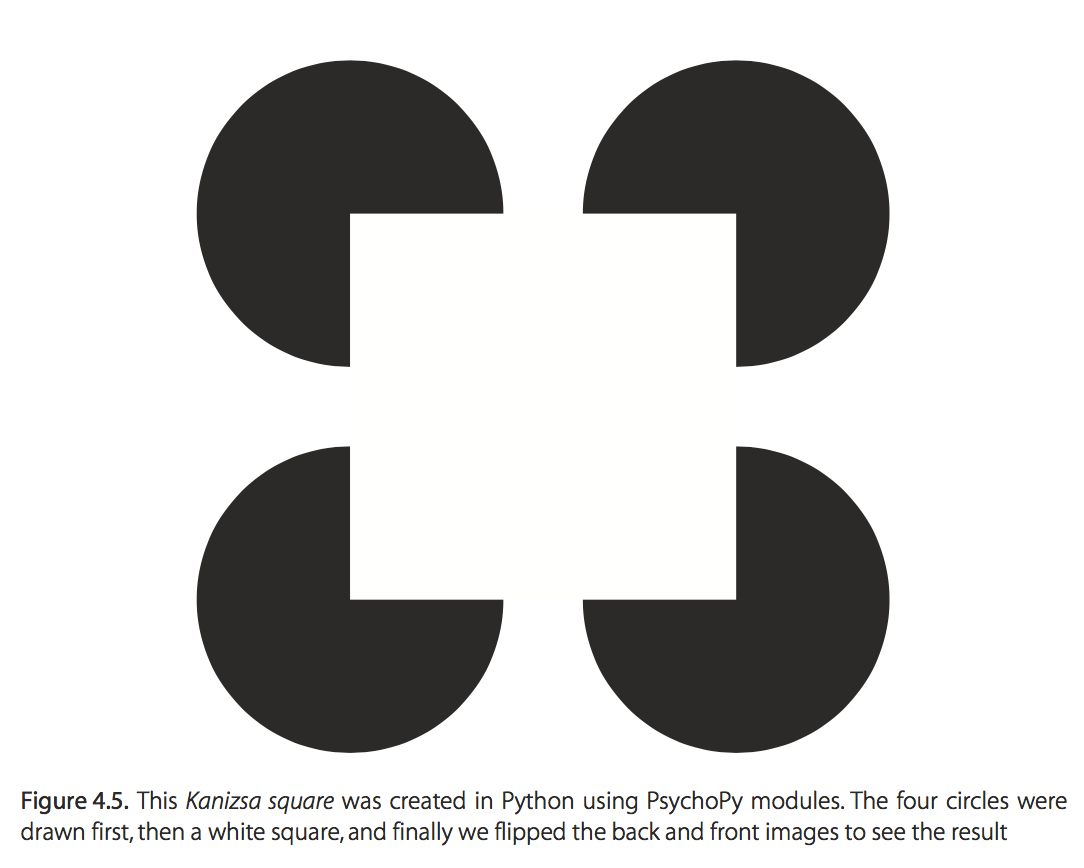 Figure 4.5. This Kanizsa square was created in Python using PsychoPy modules. The four circles were
drawn first, then a white square, and finally we flipped the back and front images to see the result